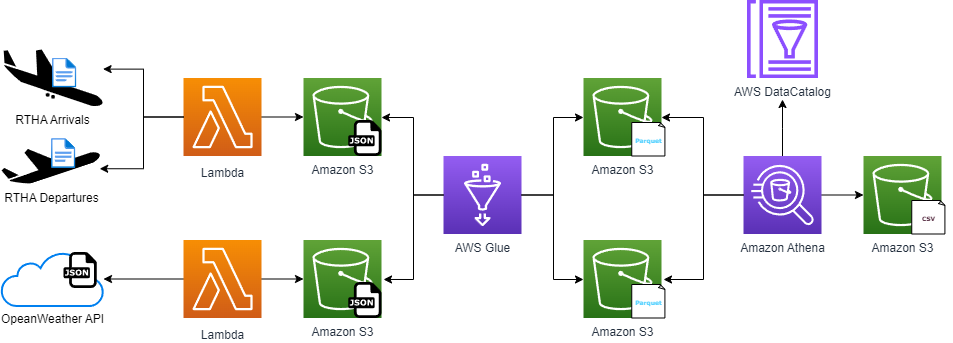 AWS DataCatalog
RTHA Arrivals
Lambda
JSON
Amazon S3
Parquet
Amazon S3
RTHA Departures
AWS Glue
Amazon Athena
CSV
Amazon S3
JSON
OpeanWeather API
Lambda
JSON
Amazon S3
Parquet
Amazon S3